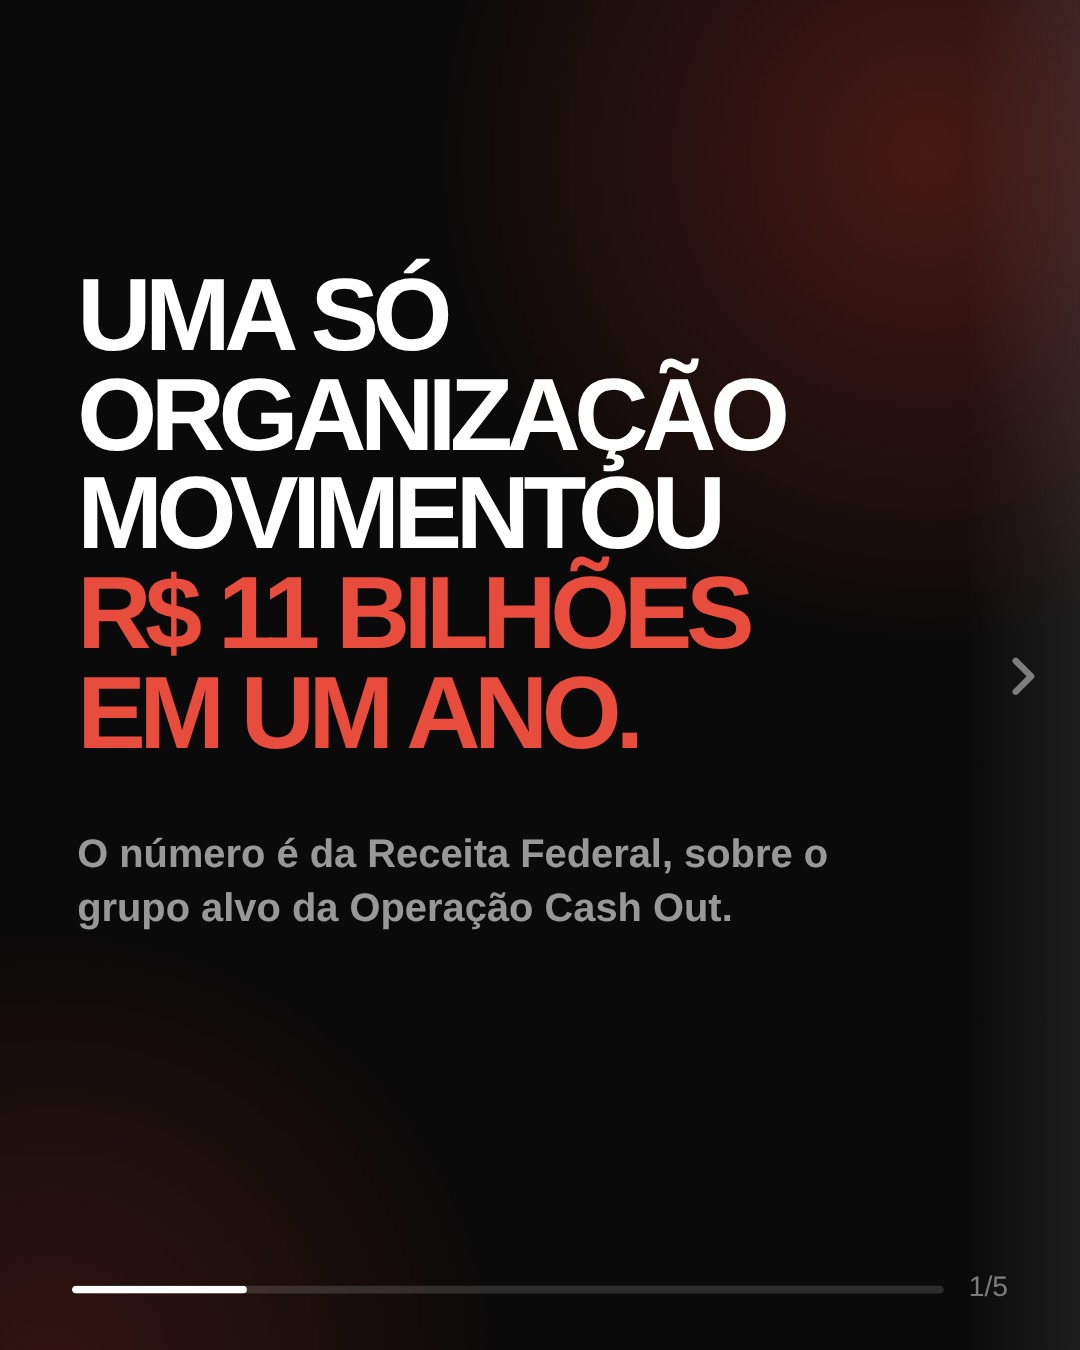 UMA SÓ
ORGANIZAÇÃO
MOVIMENTOU
R$ 11 BILHÕES
EM UM ANO.
O número é da Receita Federal, sobre o
grupo alvo da Operação Cash Out.
1/5